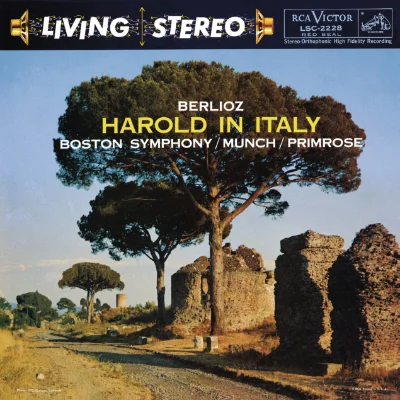 LIVING STEREO
RCA VICTOR
LSC-2228
RED SEAL
Stereo-Orthophonic High Fidelity Recording
BERLIOZ
HAROLD IN ITALY
BOSTON SYMPHONY/MUNCH/PRIMROSE